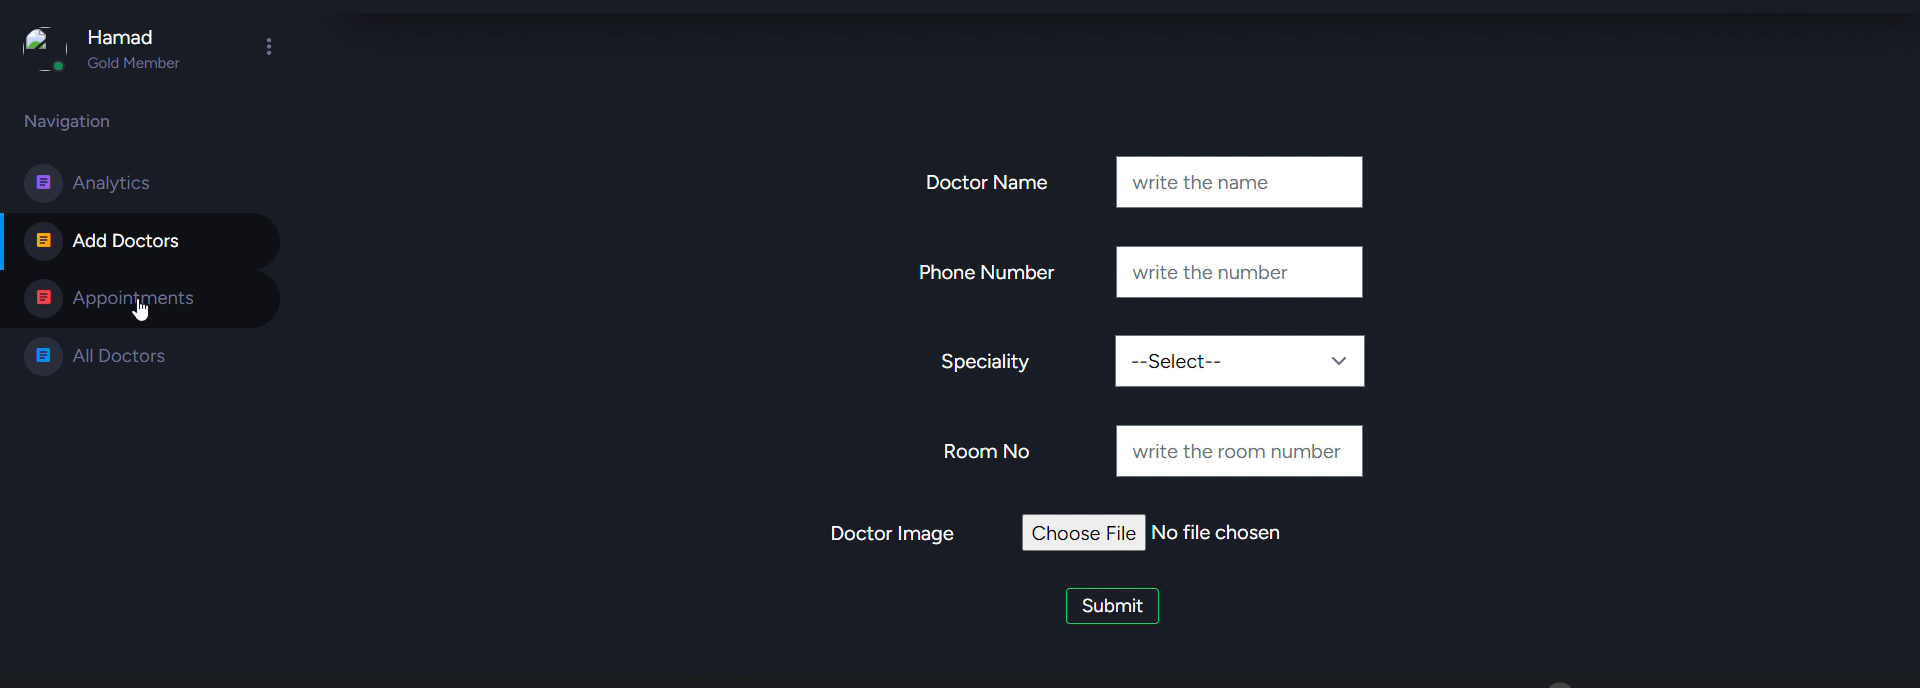 Hamad
Gold Member
Navigation
Analytics
Add Doctors
Appointments
All Doctors
Doctor Name write the name
Phone Number write the number
Speciality --Select--
Room No write the room number
Doctor Image Choose File No file chosen
Submit